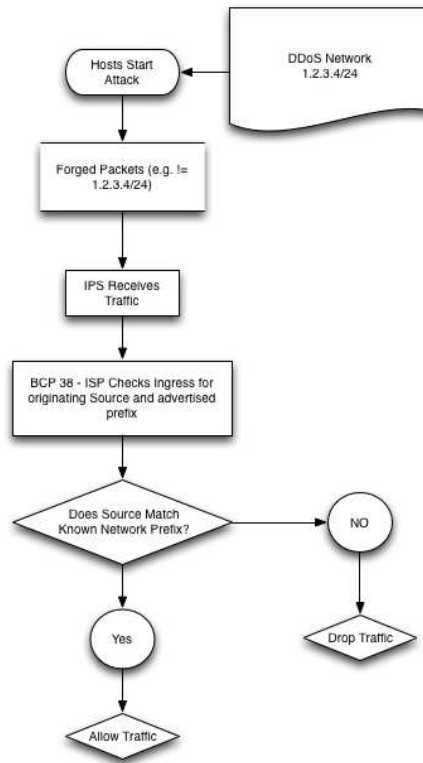 Hosts Start
Attack
DDoS Network
1.2.3.4/24
Forged Packets (e.g. !=
1.2.3.4/24)
IPS Receives
Traffic
BCP 38 - ISP Checks Ingress for
originating Source and advertised
prefix
Does Source Match
Known Network Prefix?
NO
Yes
Drop Traffic
Allow Traffic